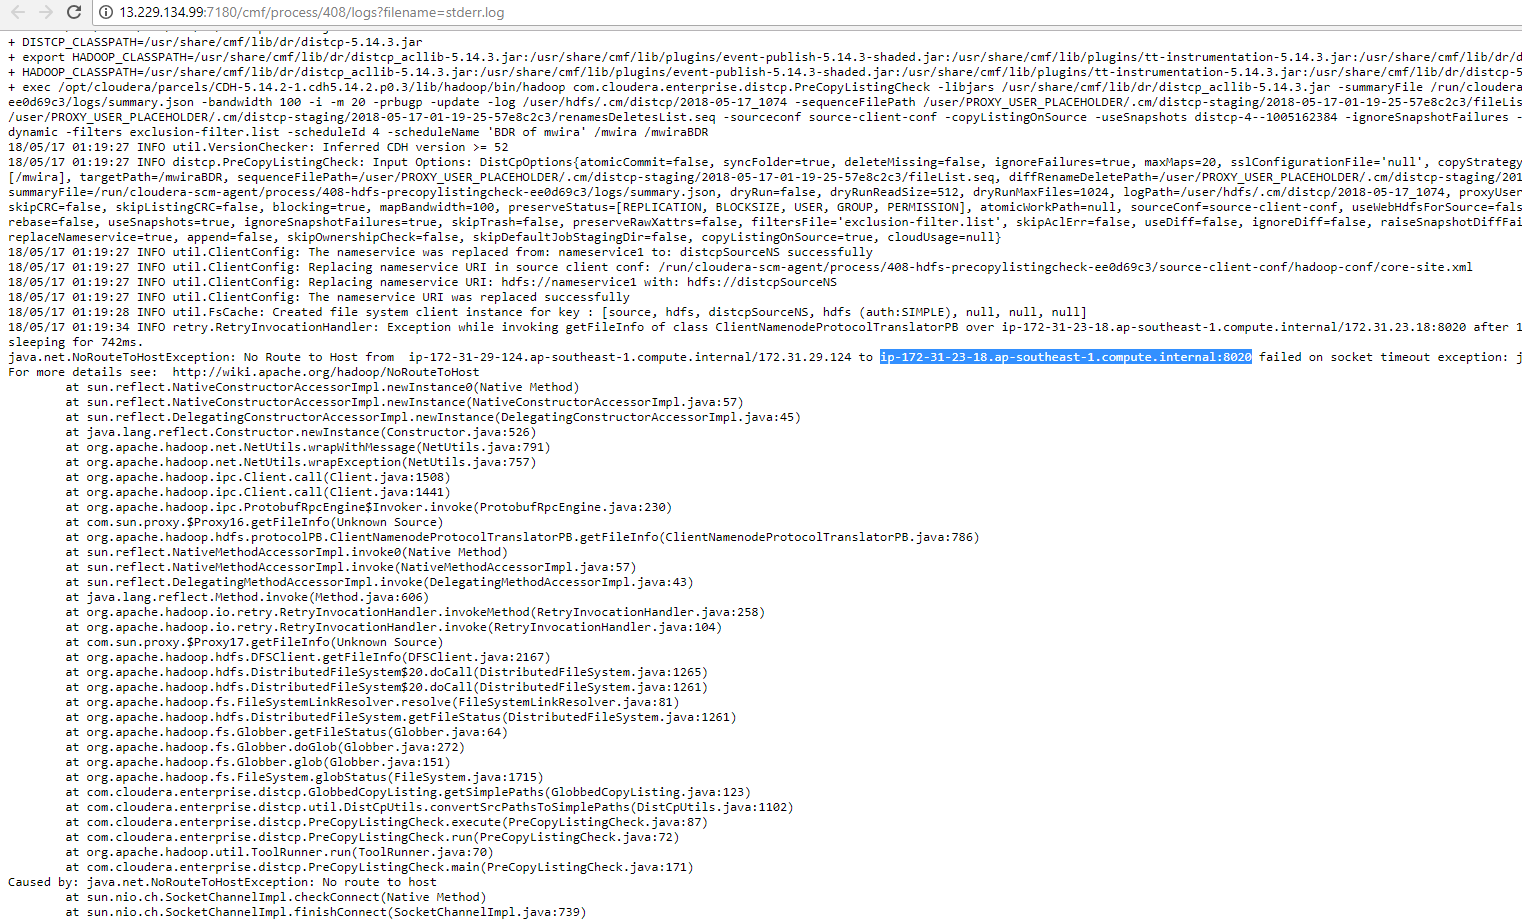 13.229.134.99:7180/cmf/process/408/logs?filename=stderr.log
+ DISTCP_CLASSPATH=/usr/share/cmf/lib/dr/distcp-5.14.3.jar
+ export HADOOP_CLASSPATH=/usr/share/cmf/lib/dr/distcp_acllib-5.14.3.jar:/usr/share/cmf/lib/plugins/event-publish-5.14.3-shaded.jar:/usr/share/cmf/lib/plugins/tt-instrumentation-5.14.3.jar:/usr/share/cmf/lib/dr/d
+ HADOOP_CLASSPATH=/usr/share/cmf/lib/dr/distcp_acllib-5.14.3.jar:/usr/share/cmf/lib/plugins/event-publish-5.14.3-shaded.jar:/usr/share/cmf/lib/plugins/tt-instrumentation-5.14.3.jar:/usr/share/cmf/lib/dr/distcp-5
+ exec /opt/cloudera/parcels/CDH-5.14.2-1.cdh5.14.2.p0.3/lib/hadoop/bin/hadoop com.cloudera.enterprise.distcp.PreCopyListingCheck -libjars /usr/share/cmf/lib/dr/distcp_acllib-5.14.3.jar -summaryFile /run/cloudera
ee0d69c3/logs/summary.json -bandwidth 100 -i -m 20 -prbugp -update -log /user/hdfs/.cm/distcp/2018-05-17_1074 -sequenceFilePath /user/PROXY_USER_PLACEHOLDER/.cm/distcp-staging/2018-05-17-01-19-25-57e8c2c3/fileLis
/user/PROXY_USER_PLACEHOLDER/.cm/distcp-staging/2018-05-17-01-19-25-57e8c2c3/renamesDeletesList.seq -sourceconf source-client-conf -copyListingOnSource -useSnapshots distcp-4--1005162384 -ignoreSnapshotFailures -
dynamic -filters exclusion-filter.list -scheduleId 4 -scheduleName 'BDR of mwira' /mwira /mwiraBDR
18/05/17 01:19:27 INFO util.VersionChecker: Inferred CDH version >= 52
18/05/17 01:19:27 INFO distcp.PreCopyListingCheck: Input Options: DistCpOptions{atomicCommit=false, syncFolder=true, deleteMissing=false, ignoreFailures=true, maxMaps=20, sslConfigurationFile='null', copyStrategy
[/mwira], targetPath=/mwiraBDR, sequenceFilePath=/user/PROXY_USER_PLACEHOLDER/.cm/distcp-staging/2018-05-17-01-19-25-57e8c2c3/fileList.seq, diffRenameDeletePath=/user/PROXY_USER_PLACEHOLDER/.cm/distcp-staging/201
summaryFile=/run/cloudera-scm-agent/process/408-hdfs-precopylistingcheck-ee0d69c3/logs/summary.json, dryRun=false, dryRunReadSize=512, dryRunMaxFiles=1024, logPath=/user/hdfs/.cm/distcp/2018-05-17_1074, proxyUser
skipCRC=false, skipListingCRC=false, blocking=true, mapBandwidth=100, preserveStatus=[REPLICATION, BLOCKSIZE, USER, GROUP, PERMISSION], atomicWorkPath=null, sourceConf=source-client-conf, useWebHdfsForSource=fals
rebase=false, useSnapshots=true, ignoreSnapshotFailures=true, skipTrash=false, preserveRawXattrs=false, filtersFile='exclusion-filter.list', skipAclErr=false, useDiff=false, ignoreDiff=false, raiseSnapshotDiffFai
replaceNameservice=true, append=false, skipOwnershipCheck=false, skipDefaultJobStagingDir=false, copyListingOnSource=true, cloudUsage=null}
18/05/17 01:19:27 INFO util.ClientConfig: The nameservice was replaced from: nameservice1 to: distcpSourceNS successfully
18/05/17 01:19:27 INFO util.ClientConfig: Replacing nameservice URI in source client conf: /run/cloudera-scm-agent/process/408-hdfs-precopylistingcheck-ee0d69c3/source-client-conf/hadoop-conf/core-site.xml
18/05/17 01:19:27 INFO util.ClientConfig: Replacing nameservice URI: hdfs://nameservice1 with: hdfs://distcpSourceNS
18/05/17 01:19:27 INFO util.ClientConfig: The nameservice URI was replaced successfully
18/05/17 01:19:28 INFO util.FsCache: Created file system client instance for key : [source, hdfs, distcpSourceNS, hdfs (auth:SIMPLE), null, null, null]
18/05/17 01:19:34 INFO retry.RetryInvocationHandler: Exception while invoking getFileInfo of class ClientNamenodeProtocolTranslatorPB over ip-172-31-23-18.ap-southeast-1.compute.internal/172.31.23.18:8020 after 1
sleeping for 742ms.
java.net.NoRouteToHostException: No Route to Host from  ip-172-31-29-124.ap-southeast-1.compute.internal/172.31.29.124 to ip-172-31-23-18.ap-southeast-1.compute.internal:8020 failed on socket timeout exception: j
For more details see:  http://wiki.apache.org/hadoop/NoRouteToHost
at sun.reflect.NativeConstructorAccessorImpl.newInstance0(Native Method)
at sun.reflect.NativeConstructorAccessorImpl.newInstance(NativeConstructorAccessorImpl.java:57)
at sun.reflect.DelegatingConstructorAccessorImpl.newInstance(DelegatingConstructorAccessorImpl.java:45)
at java.lang.reflect.Constructor.newInstance(Constructor.java:526)
at org.apache.hadoop.net.NetUtils.wrapWithMessage(NetUtils.java:791)
at org.apache.hadoop.net.NetUtils.wrapException(NetUtils.java:757)
at org.apache.hadoop.ipc.Client.call(Client.java:1508)
at org.apache.hadoop.ipc.Client.call(Client.java:1441)
at org.apache.hadoop.ipc.ProtobufRpcEngine$Invoker.invoke(ProtobufRpcEngine.java:230)
at com.sun.proxy.$Proxy16.getFileInfo(Unknown Source)
at org.apache.hadoop.hdfs.protocolPB.ClientNamenodeProtocolTranslatorPB.getFileInfo(ClientNamenodeProtocolTranslatorPB.java:786)
at sun.reflect.NativeMethodAccessorImpl.invoke0(Native Method)
at sun.reflect.NativeMethodAccessorImpl.invoke(NativeMethodAccessorImpl.java:57)
at sun.reflect.DelegatingMethodAccessorImpl.invoke(DelegatingMethodAccessorImpl.java:43)
at java.lang.reflect.Method.invoke(Method.java:606)
at org.apache.hadoop.io.retry.RetryInvocationHandler.invokeMethod(RetryInvocationHandler.java:258)
at org.apache.hadoop.io.retry.RetryInvocationHandler.invoke(RetryInvocationHandler.java:104)
at com.sun.proxy.$Proxy17.getFileInfo(Unknown Source)
at org.apache.hadoop.hdfs.DFSClient.getFileInfo(DFSClient.java:2167)
at org.apache.hadoop.hdfs.DistributedFileSystem$20.doCall(DistributedFileSystem.java:1265)
at org.apache.hadoop.hdfs.DistributedFileSystem$20.doCall(DistributedFileSystem.java:1261)
at org.apache.hadoop.fs.FileSystemLinkResolver.resolve(FileSystemLinkResolver.java:81)
at org.apache.hadoop.hdfs.DistributedFileSystem.getFileStatus(DistributedFileSystem.java:1261)
at org.apache.hadoop.fs.Globber.getFileStatus(Globber.java:64)
at org.apache.hadoop.fs.Globber.doGlob(Globber.java:272)
at org.apache.hadoop.fs.Globber.glob(Globber.java:151)
at org.apache.hadoop.fs.FileSystem.globStatus(FileSystem.java:1715)
at com.cloudera.enterprise.distcp.GlobbedCopyListing.getSimplePaths(GlobbedCopyListing.java:123)
at com.cloudera.enterprise.distcp.util.DistCpUtils.convertSrcPathsToSimplePaths(DistCpUtils.java:1102)
at com.cloudera.enterprise.distcp.PreCopyListingCheck.execute(PreCopyListingCheck.java:87)
at com.cloudera.enterprise.distcp.PreCopyListingCheck.run(PreCopyListingCheck.java:72)
at org.apache.hadoop.util.ToolRunner.run(ToolRunner.java:70)
at com.cloudera.enterprise.distcp.PreCopyListingCheck.main(PreCopyListingCheck.java:171)
Caused by: java.net.NoRouteToHostException: No route to host
at sun.nio.ch.SocketChannelImpl.checkConnect(Native Method)
at sun.nio.ch.SocketChannelImpl.finishConnect(SocketChannelImpl.java:739)